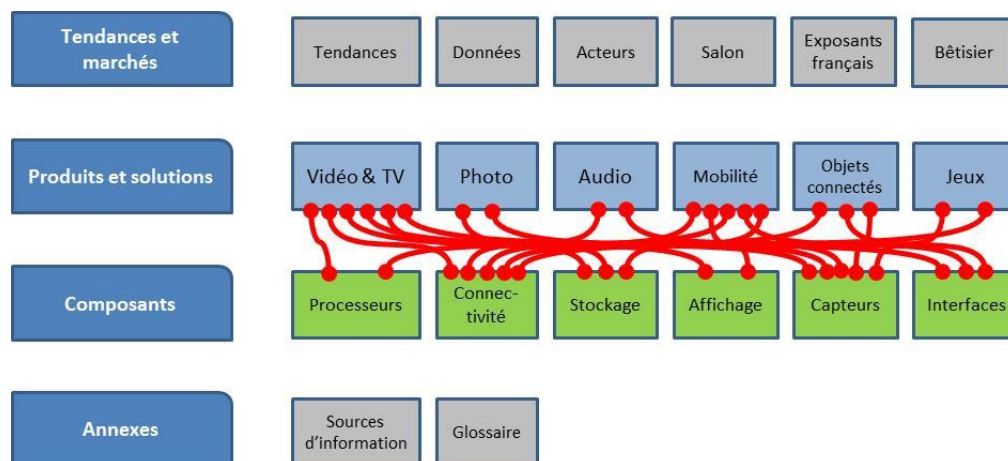 Tendances et
marchés
Tendances
Données
Acteurs
Salon
Exposants
français
Bêtisier
Produits et solutions
Vidéo & TV
Photo
Audio
Mobilité
Objets
connectés
Jeux
Composants
Processeurs
Connec-
tivité
Stockage
Affichage
Capteurs
Interfaces
Annexes
Sources
d'information
Glossaire